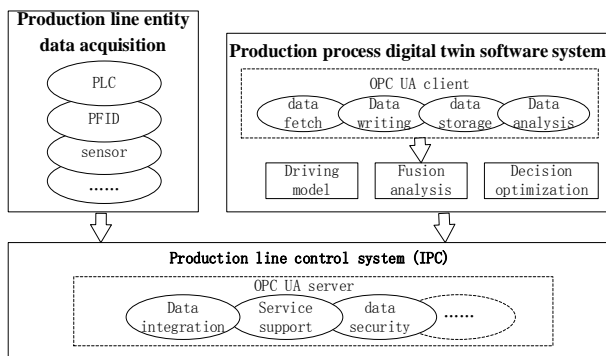 Production line entity
data acquisition
PLC
PFID
sensor
......
Production process digital twin software system
OPC UA client
data
fetch
Data
writing
data
storage
Data
analysis
Driving
model
Fusion
analysis
Decision
optimization
Production line control system (IPC)
OPC UA server
Data
integration
Service
support
data
security
......